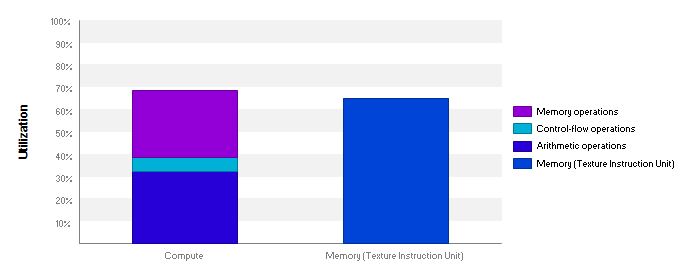 100%
90%
80%
70%
60%
50%
40%
30%
20%
10%
Utilization
Compute
Memory (Texture Instruction Unit)
Memory operations
Control-flow operations
Arithmetic operations
Memory (Texture Instruction Unit)